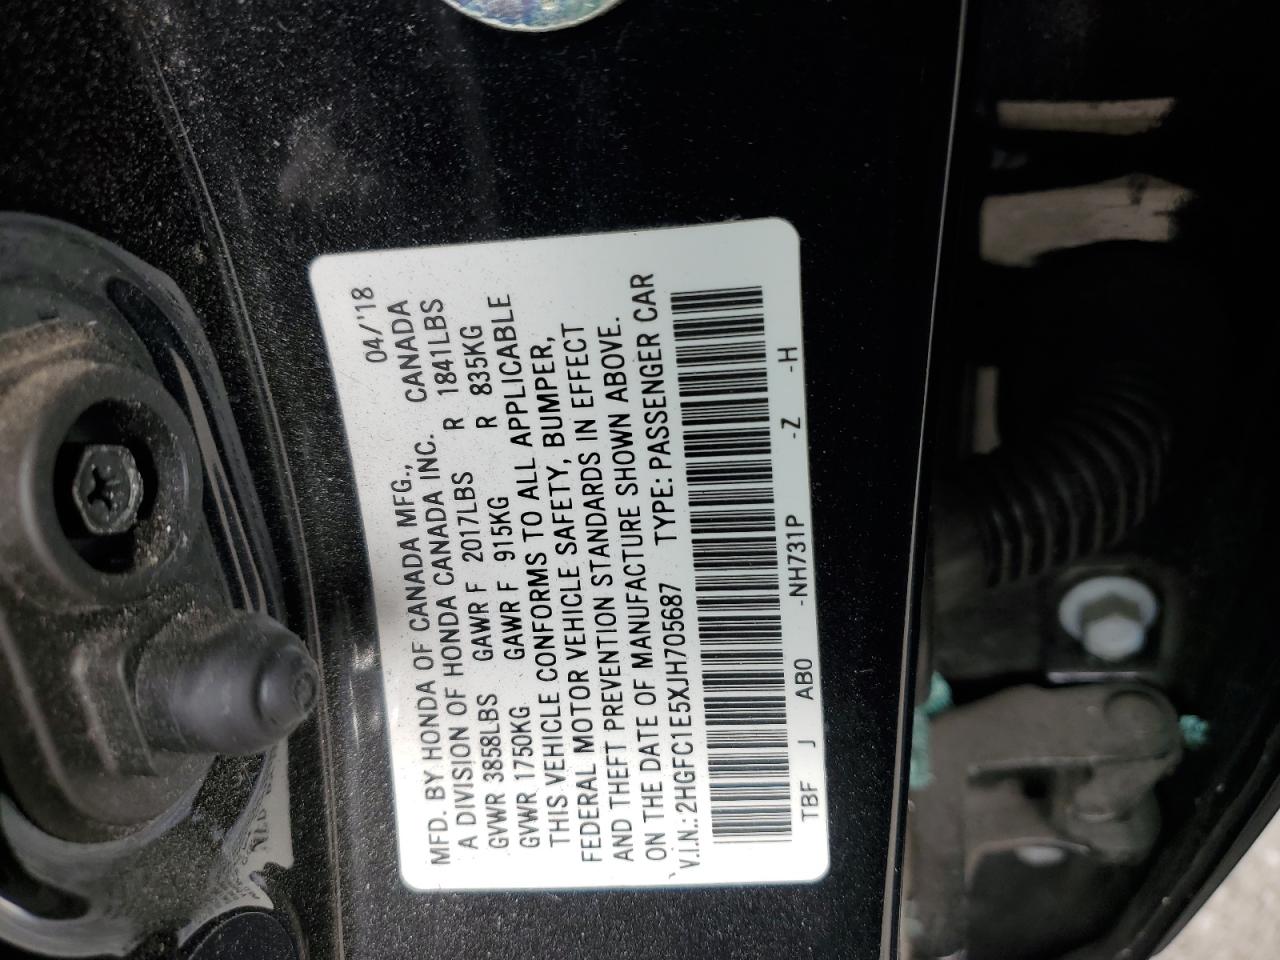 04/'18
MFD. BY HONDA OF CANADA MFG., CANADA
A DIVISION OF HONDA CANADA INC.
GVWR 3858LBS GAWR F 2017LBS R 1841LBS
GVWR 1750KG GAWR F 915KG R 835KG
THIS VEHICLE CONFORMS TO ALL APPLICABLE
FEDERAL MOTOR VEHICLE SAFETY, BUMPER,
AND THEFT PREVENTION STANDARDS IN EFFECT
ON THE DATE OF MANUFACTURE SHOWN ABOVE.
V.I.N.: 2HGFC1E5XJH705687 TYPE: PASSENGER CAR
TBF J AB0 -NH731P -Z -H